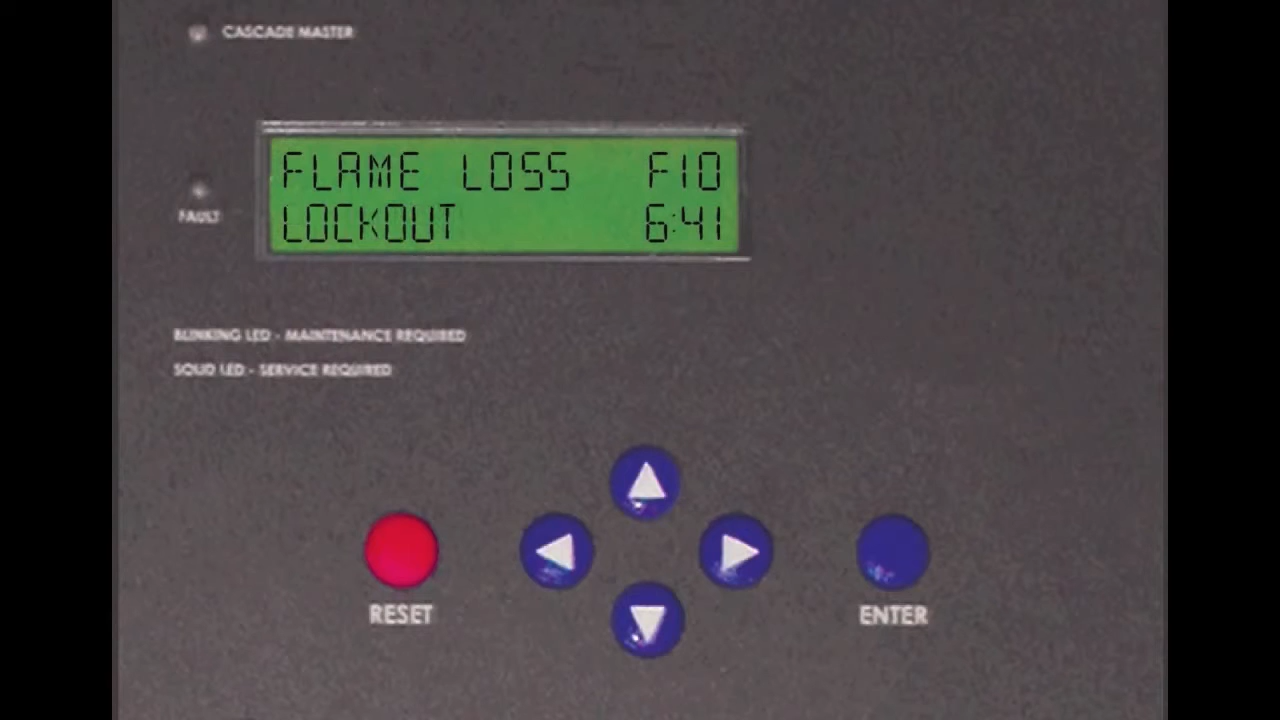 CASCADE MASTER
FLAME LOSS F10
LOCKOUT 6:41
FAULT
BLINKING LED - MAINTENANCE REQUIRED
SOLID LED - SERVICE REQUIRED
RESET
ENTER